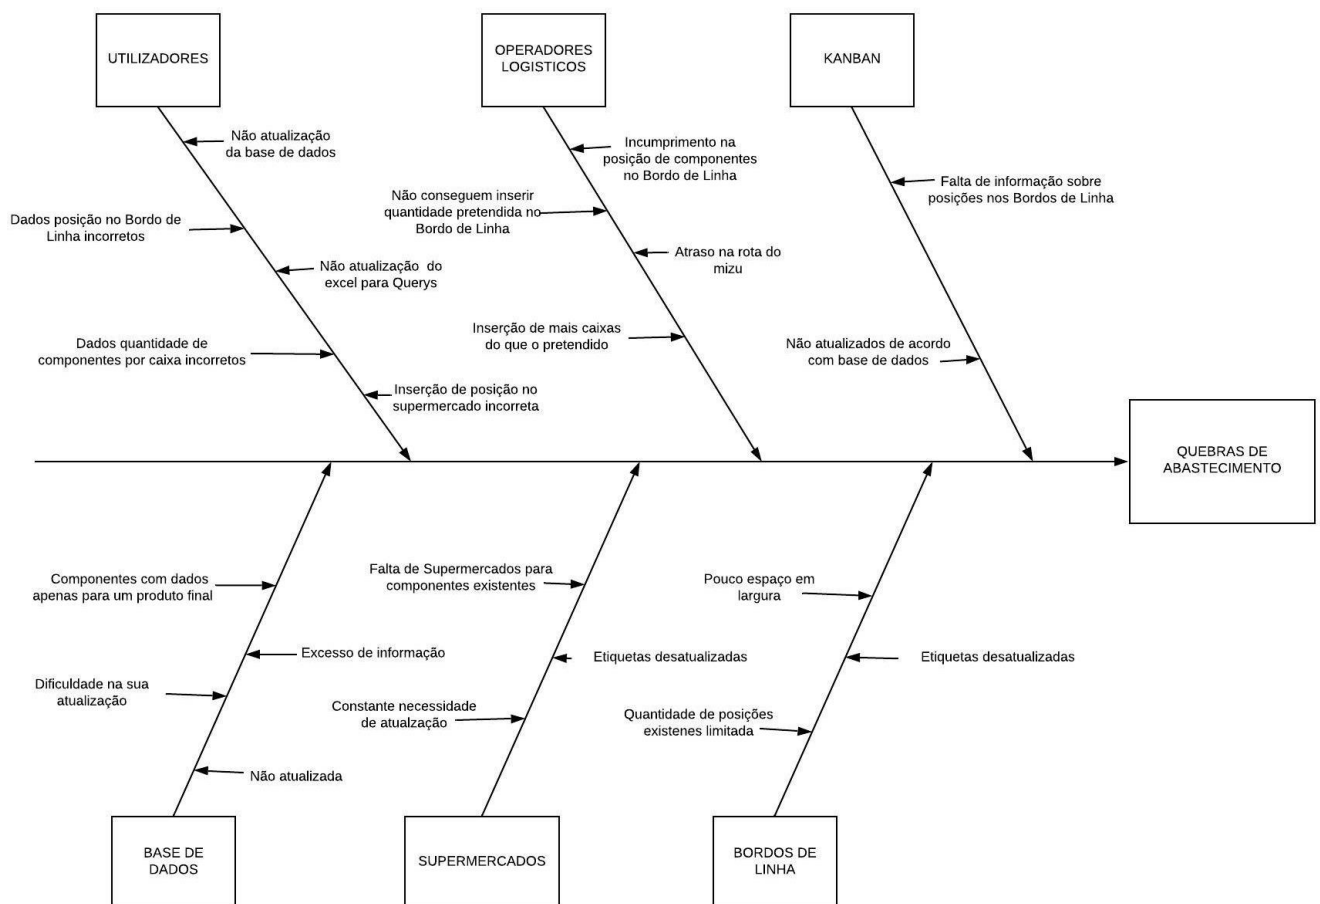 UTILIZADORES
OPERADORES
LOGISTICOS
KANBAN
Não atualização
da base de dados
Dados posição no Bordo de
Linha incorretos
Não atualização do
excel para Querys
Dados quantidade de
componentes por caixa incorretos
Inserção de posição no
supermercado incorreta
Incumprimento na
posição de componentes
no Bordo de Linha
Não conseguem inserir
quantidade pretendida no
Bordo de Linha
Atraso na rota do
mizu
Inserção de mais caixas
do que o pretendido
Falta de informação sobre
posições nos Bordos de Linha
Não atualizados de acordo
com base de dados
QUEBRAS DE
ABASTECIMENTO
Componentes com dados
apenas para um produto final
Excesso de informação
Dificuldade na sua
atualização
Não atualizada
Falta de Supermercados para
componentes existentes
Etiquetas desatualizadas
Constante necessidade
de atualzação
Pouco espaço em
largura
Etiquetas desatualizadas
Quantidade de posições
existenes limitada
BASE DE
DADOS
SUPERMERCADOS
BORDOS DE
LINHA